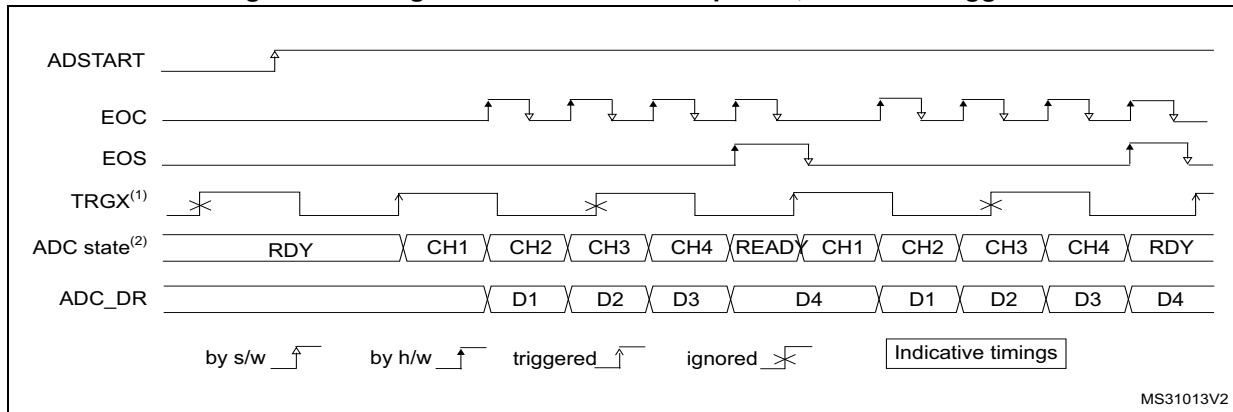 ADSTART
EOC
EOS
TRGX(1)
ADC state(2) RDY CH1 CH2 CH3 CH4 READY CH1 CH2 CH3 CH4 RDY
ADC_DR D1 D2 D3 D4 D1 D2 D3 D4
by s/w by h/w triggered ignored Indicative timings
MS31013V2